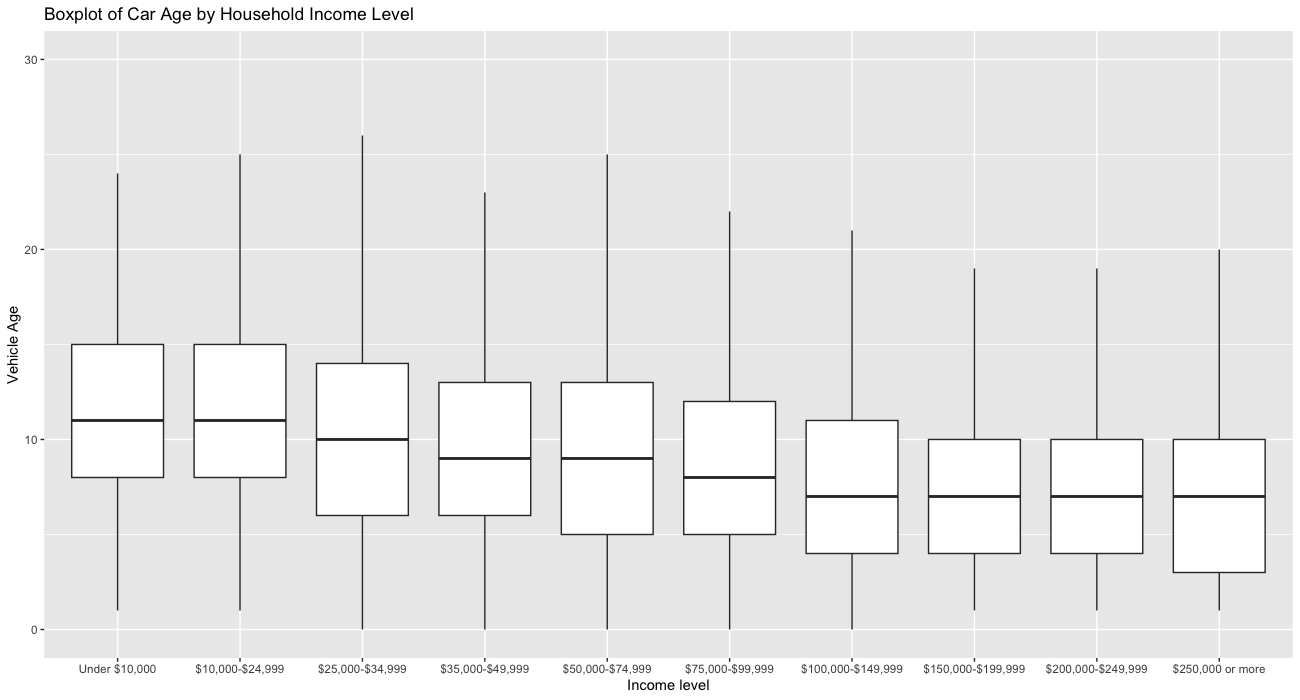 Boxplot of Car Age by Household Income Level
30
20
10
0
Vehicle Age
Under $10,000 $10,000-$24,999 $25,000-$34,999 $35,000-$49,999 $50,000-$74,999 $75,000-$99,999 $100,000-$149,999 $150,000-$199,999 $200,000-$249,999 $250,000 or more
Income level